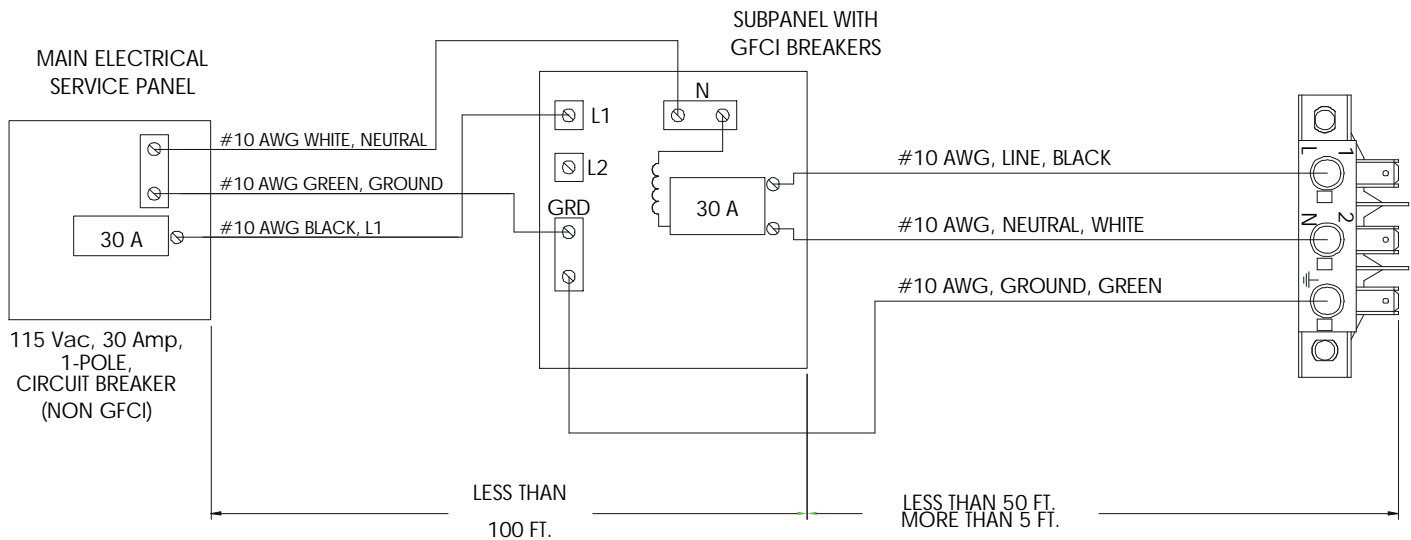 SUBPANEL WITH
GFCI BREAKERS
MAIN ELECTRICAL
SERVICE PANEL
N
L1
#10 AWG WHITE, NEUTRAL
L2
#10 AWG GREEN, GROUND
GRD
30 A
#10 AWG BLACK, L1
30 A
#10 AWG, LINE, BLACK
#10 AWG, NEUTRAL, WHITE
#10 AWG, GROUND, GREEN
1
L
2
N
115 Vac, 30 Amp,
1-POLE,
CIRCUIT BREAKER
(NON GFCI)
LESS THAN
100 FT.
LESS THAN 50 FT.
MORE THAN 5 FT.